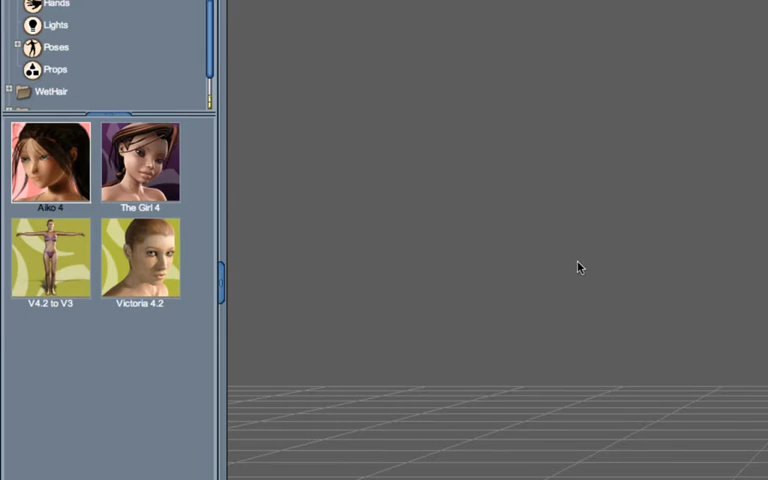 Hands
Lights
Poses
Props
WetHair
Aiko 4
The Girl 4
V4.2 to V3
Victoria 4.2